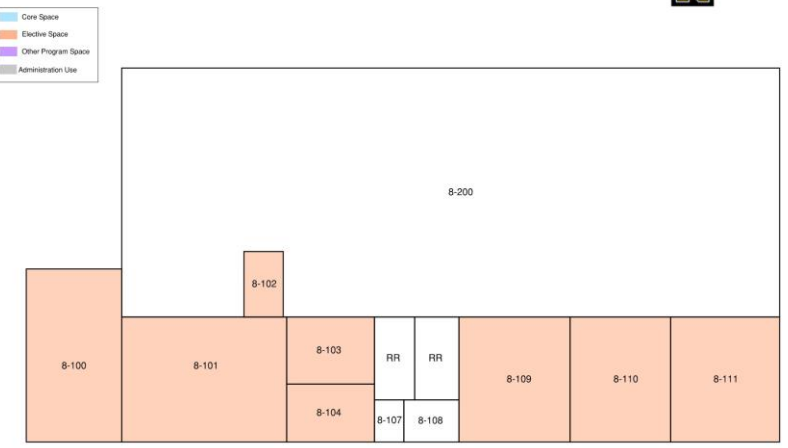 Core Space
Elective Space
Other Program Space
Administration Use
8-200
8-102
8-100
8-101
8-103
8-104
RR
RR
8-107
8-108
8-109
8-110
8-111